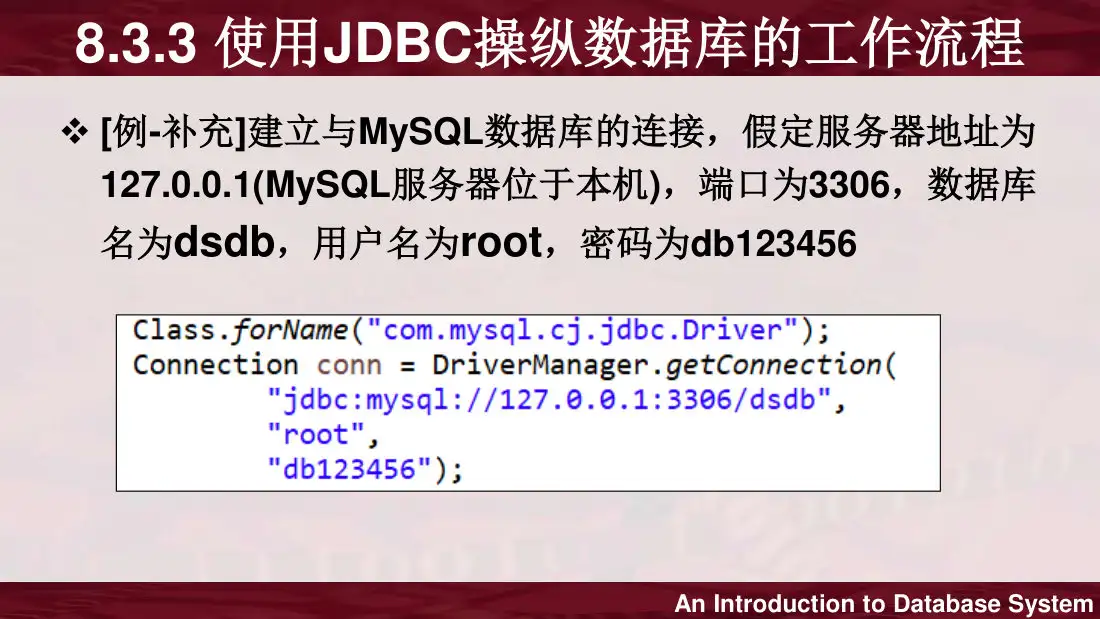 8.3.3 使用JDBC操纵数据库的工作流程
❖ [例-补充]建立与MySQL数据库的连接，假定服务器地址为
127.0.0.1(MySQL服务器位于本机)，端口为3306，数据库
名为dsdb，用户名为root，密码为db123456
Class.forName("com.mysql.cj.jdbc.Driver");
Connection conn = DriverManager.getConnection(
"jdbc:mysql://127.0.0.1:3306/dsdb",
"root",
"db123456");
An Introduction to Database System